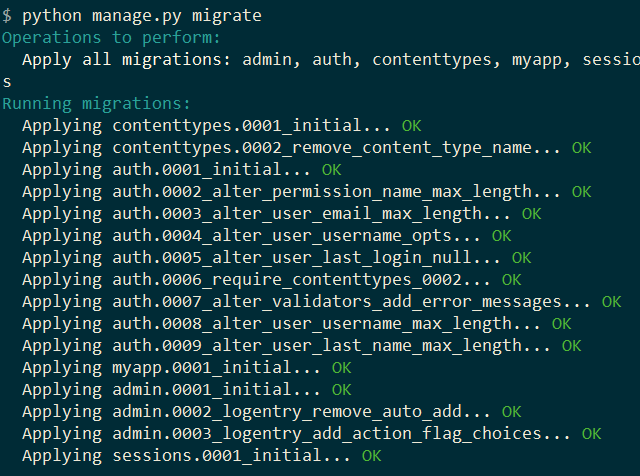 $ python manage.py migrate
Operations to perform:
  Apply all migrations: admin, auth, contenttypes, myapp, sessio
s
Running migrations:
  Applying contenttypes.0001_initial... OK
  Applying contenttypes.0002_remove_content_type_name... OK
  Applying auth.0001_initial... OK
  Applying auth.0002_alter_permission_name_max_length... OK
  Applying auth.0003_alter_user_email_max_length... OK
  Applying auth.0004_alter_user_username_opts... OK
  Applying auth.0005_alter_user_last_login_null... OK
  Applying auth.0006_require_contenttypes_0002... OK
  Applying auth.0007_alter_validators_add_error_messages... OK
  Applying auth.0008_alter_user_username_max_length... OK
  Applying auth.0009_alter_user_last_name_max_length... OK
  Applying myapp.0001_initial... OK
  Applying admin.0001_initial... OK
  Applying admin.0002_logentry_remove_auto_add... OK
  Applying admin.0003_logentry_add_action_flag_choices... OK
  Applying sessions.0001_initial... OK